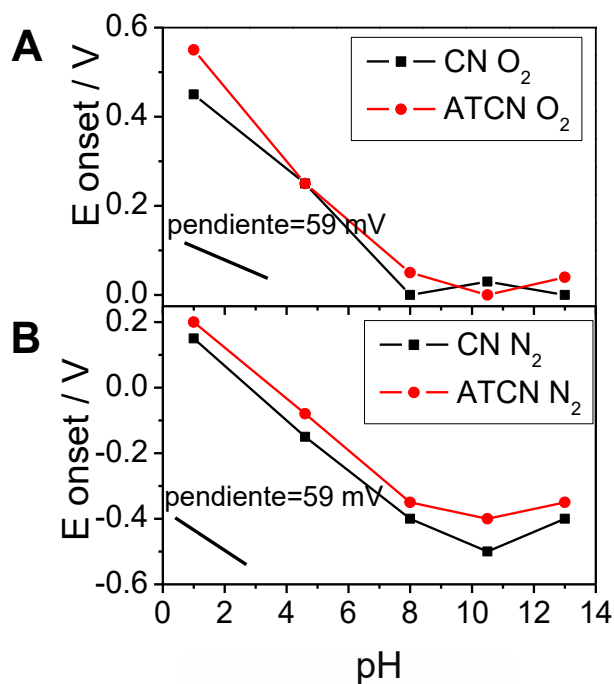 A
E onset / V
0.6
0.4
0.2
0.0
CN O₂
ATCN O₂
pendiente=59 mV
B
E onset / V
0.2
0.0
-0.2
-0.4
-0.6
CN N₂
ATCN N₂
pendiente=59 mV
0 2 4 6 8 10 12 14
pH